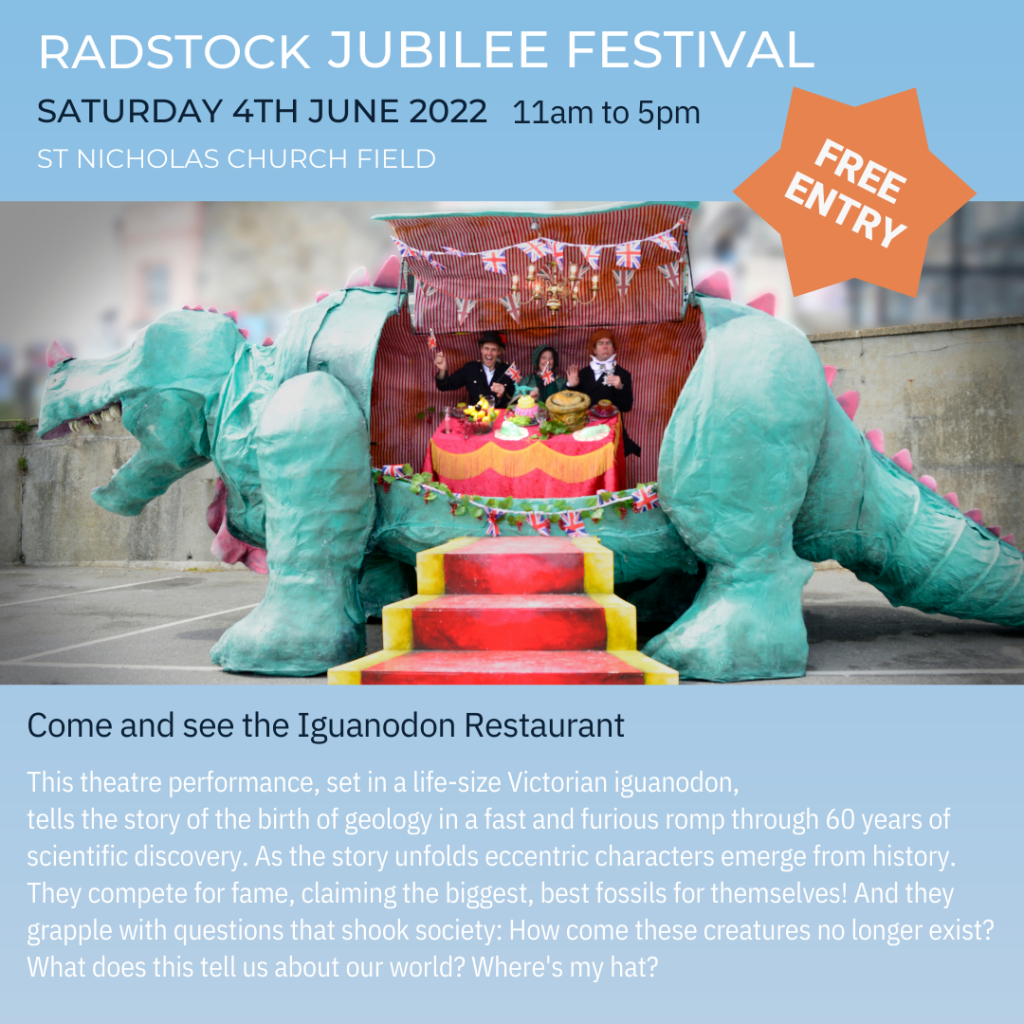 RADSTOCK JUBILEE FESTIVAL
SATURDAY 4TH JUNE 2022 11am to 5pm
ST NICHOLAS CHURCH FIELD
FREE
ENTRY
Come and see the Iguanodon Restaurant
This theatre performance, set in a life-size Victorian iguanodon,
tells the story of the birth of geology in a fast and furious romp through 60 years of
scientific discovery. As the story unfolds eccentric characters emerge from history.
They compete for fame, claiming the biggest, best fossils for themselves! And they
grapple with questions that shook society: How come these creatures no longer exist?
What does this tell us about our world? Where's my hat?